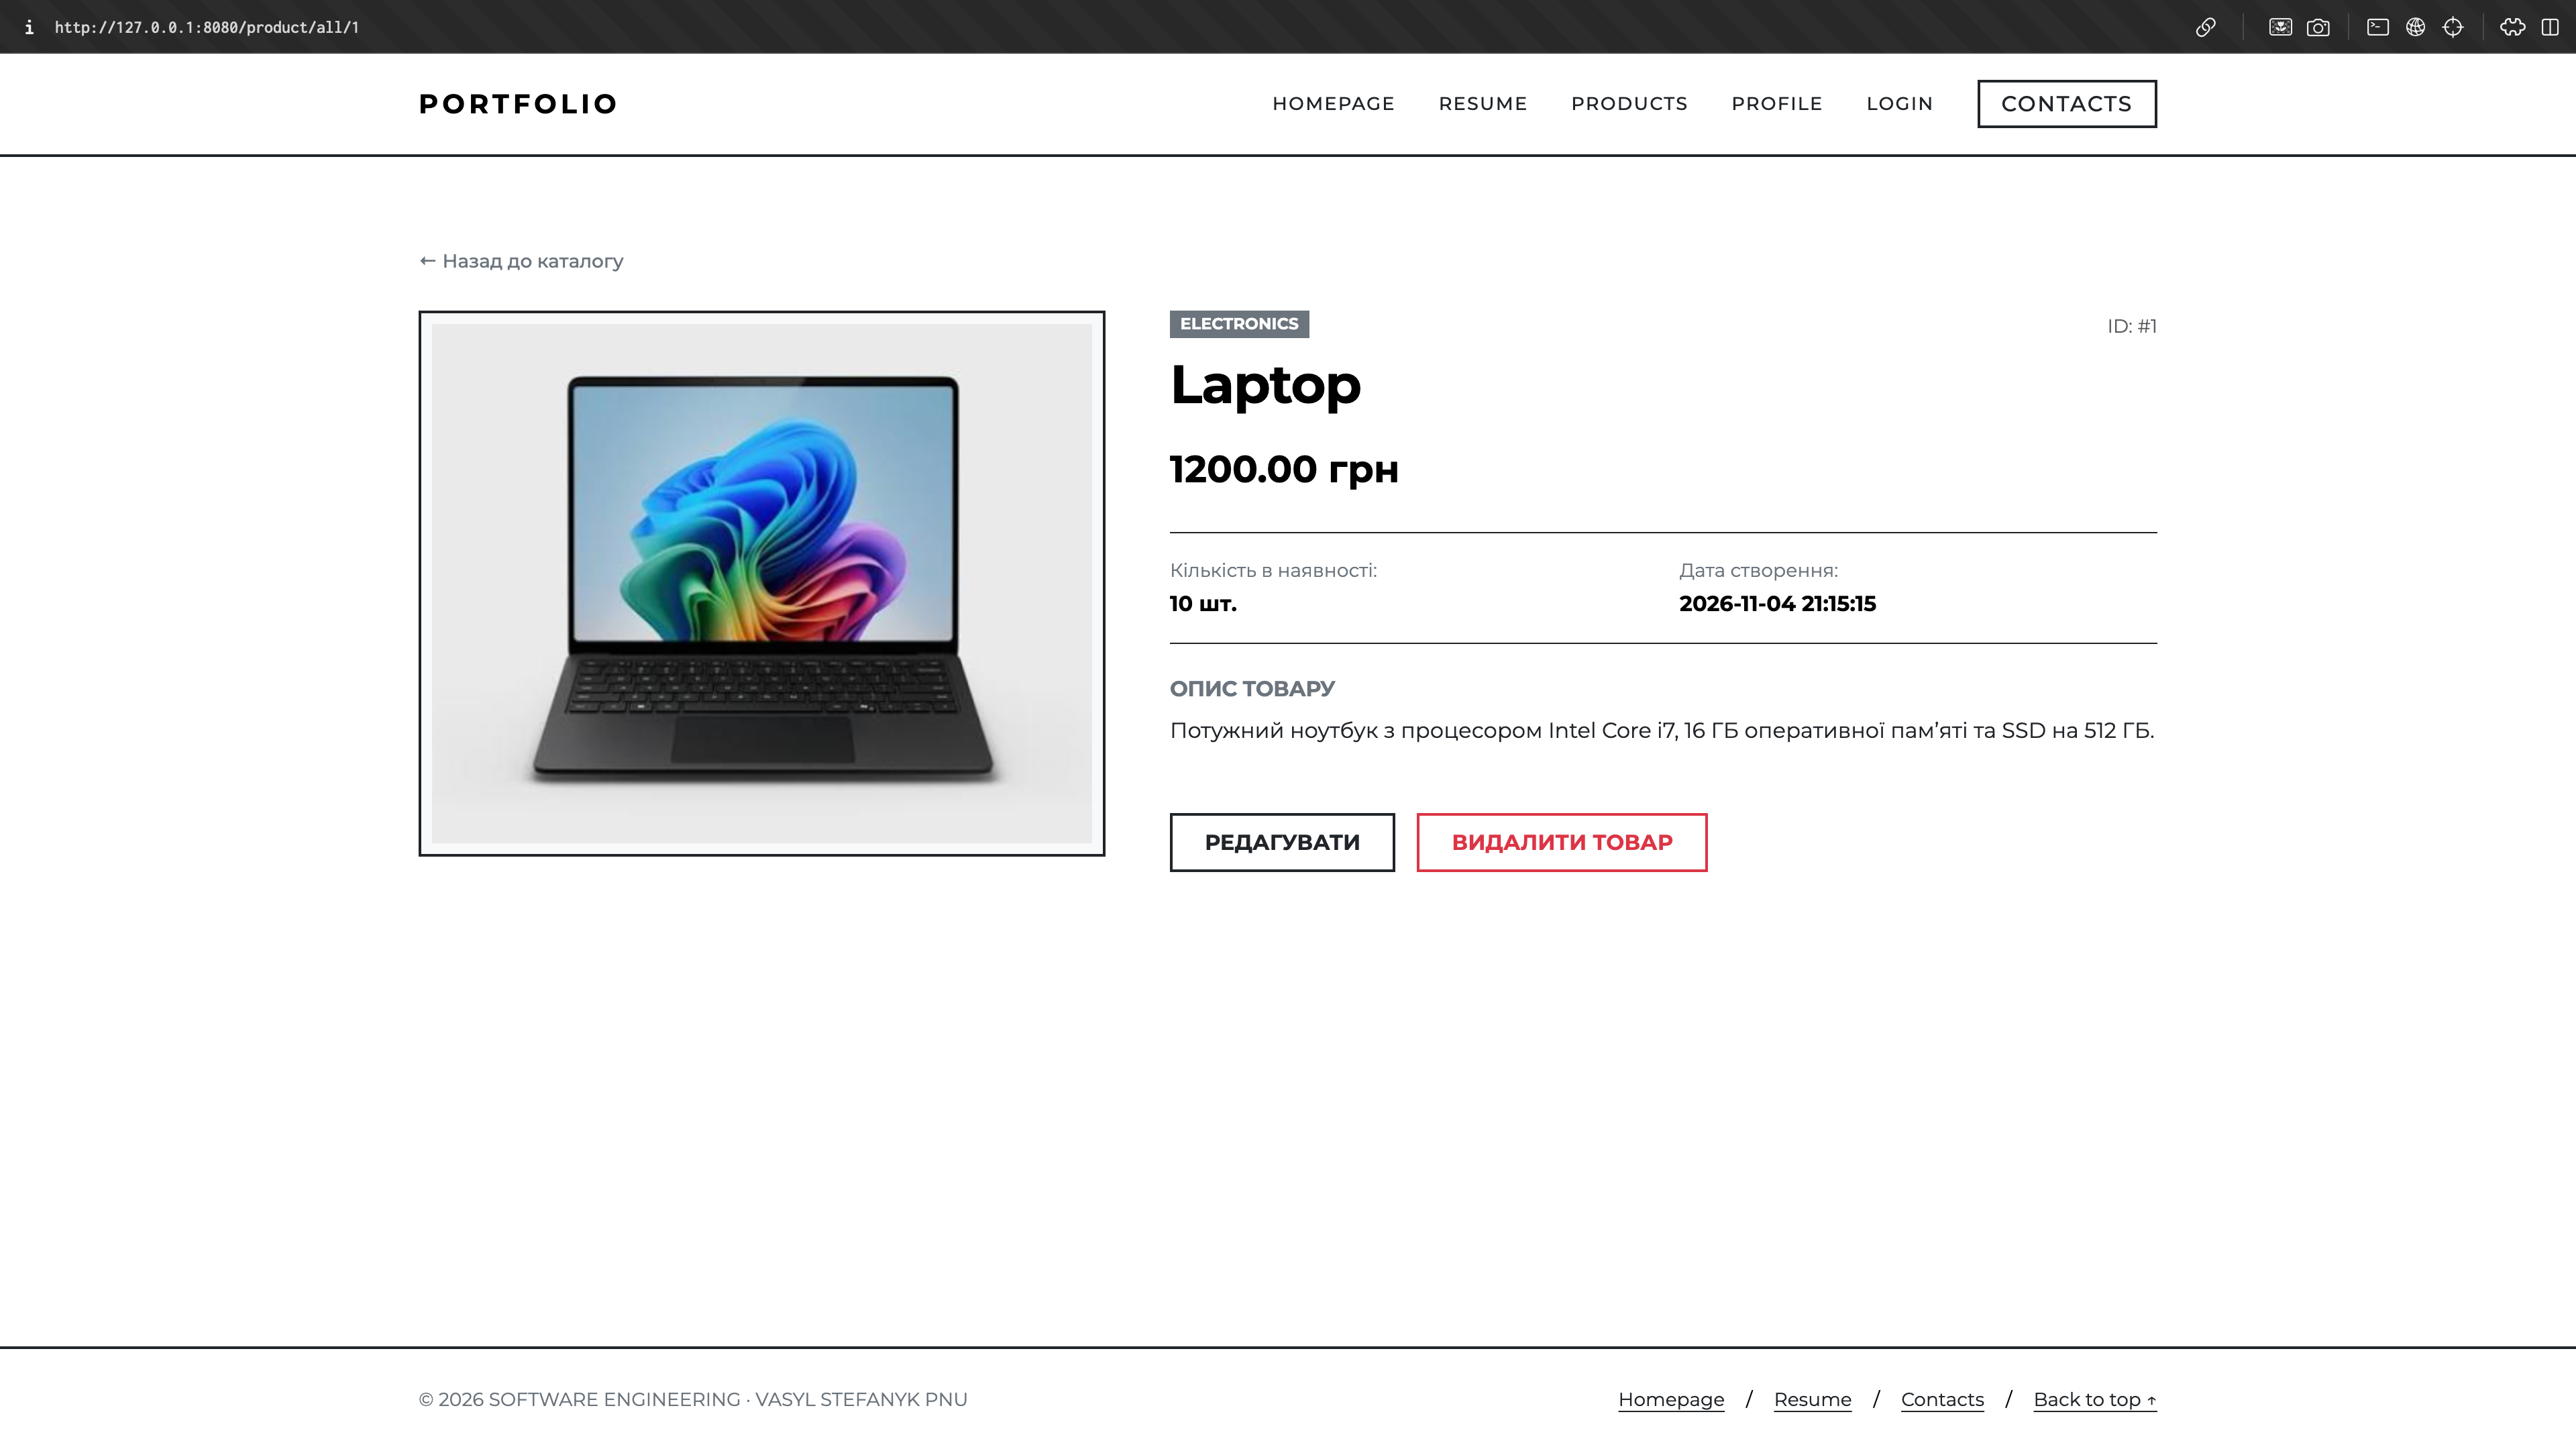 i http://127.0.0.1:8080/product/all/1
PORTFOLIO
HOMEPAGE RESUME PRODUCTS PROFILE LOGIN CONTACTS
← Назад до каталогу
ELECTRONICS
ID: #1
Laptop
1200.00 грн
Кількість в наявності:
10 шт.
Дата створення:
2026-11-04 21:15:15
ОПИС ТОВАРУ
Потужний ноутбук з процесором Intel Core i7, 16 ГБ оперативної пам’яті та SSD на 512 ГБ.
РЕДАГУВАТИ
ВИДАЛИТИ ТОВАР
© 2026 SOFTWARE ENGINEERING · VASYL STEFANYK PNU
Homepage / Resume / Contacts / Back to top ↑